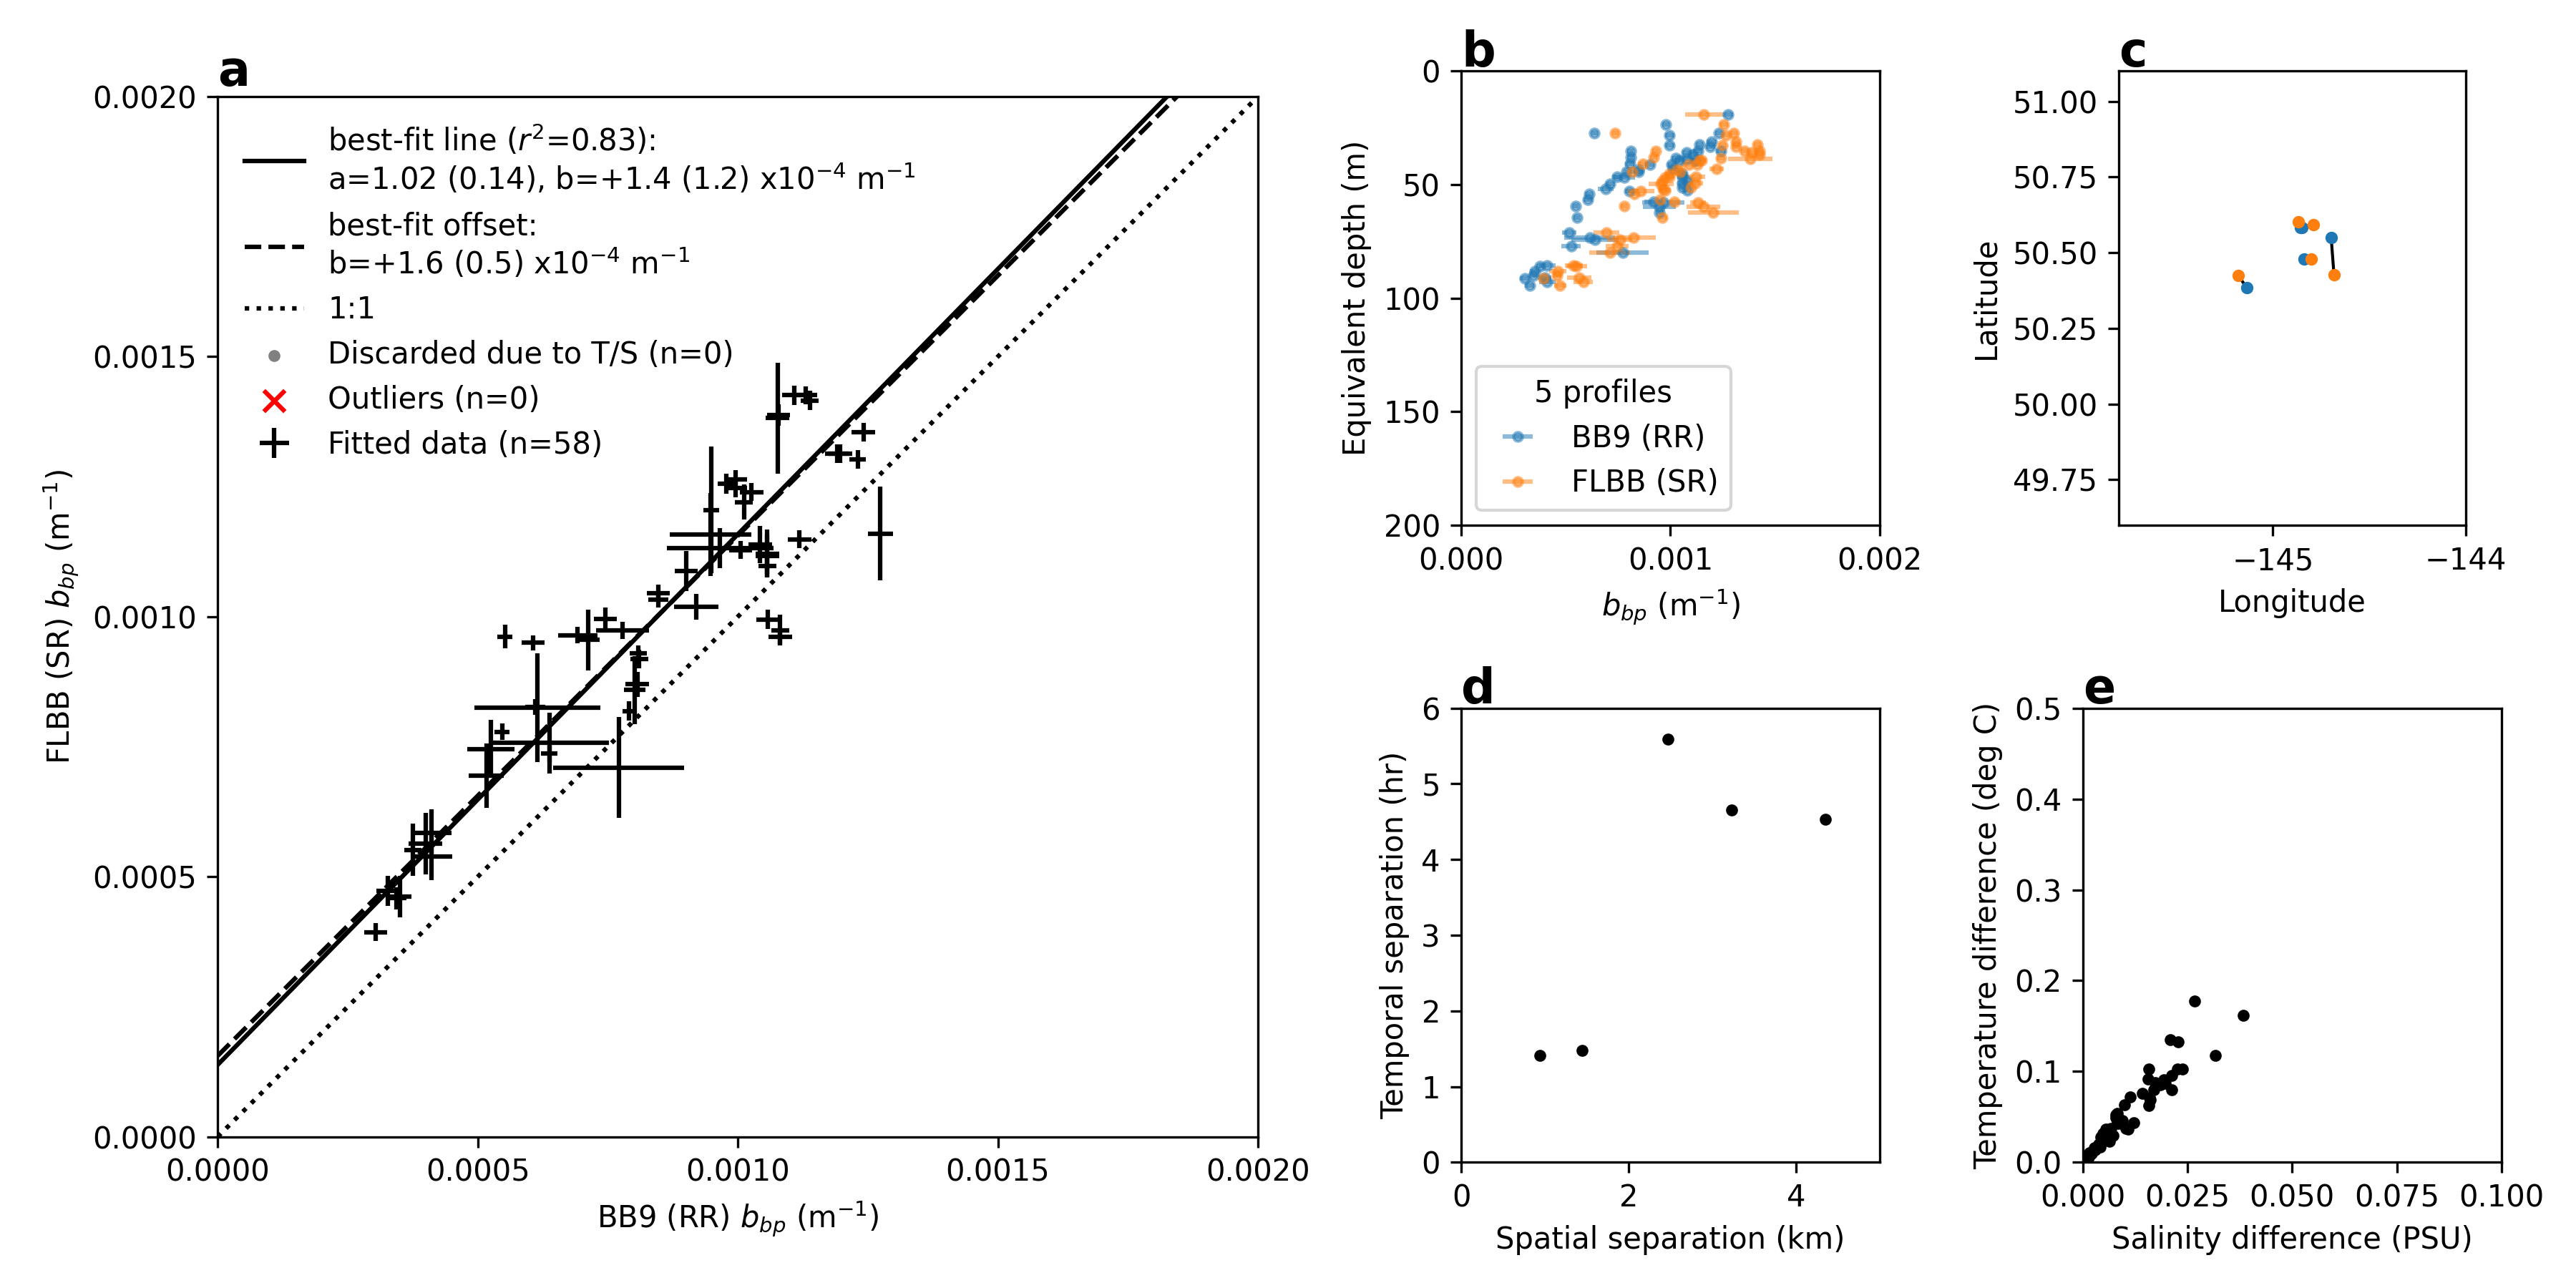 a
0.0020
0.0015
0.0010
0.0005
0.0000
FLBB (SR) b_bp (m⁻¹)
best-fit line (r²=0.83):
a=1.02 (0.14), b=+1.4 (1.2) x10⁻⁴ m⁻¹
best-fit offset:
b=+1.6 (0.5) x10⁻⁴ m⁻¹
1:1
Discarded due to T/S (n=0)
Outliers (n=0)
Fitted data (n=58)
0.0000 0.0005 0.0010 0.0015 0.0020
BB9 (RR) b_bp (m⁻¹)
b
0
50
100
150
200
Equivalent depth (m)
5 profiles
BB9 (RR)
FLBB (SR)
0.000 0.001 0.002
b_bp (m⁻¹)
c
51.00
50.75
50.50
50.25
50.00
49.75
Latitude
−145 −144
Longitude
d
6
5
4
3
2
1
0
Temporal separation (hr)
0 2 4
Spatial separation (km)
e
0.5
0.4
0.3
0.2
0.1
0.0
Temperature difference (deg C)
0.000 0.025 0.050 0.075 0.100
Salinity difference (PSU)